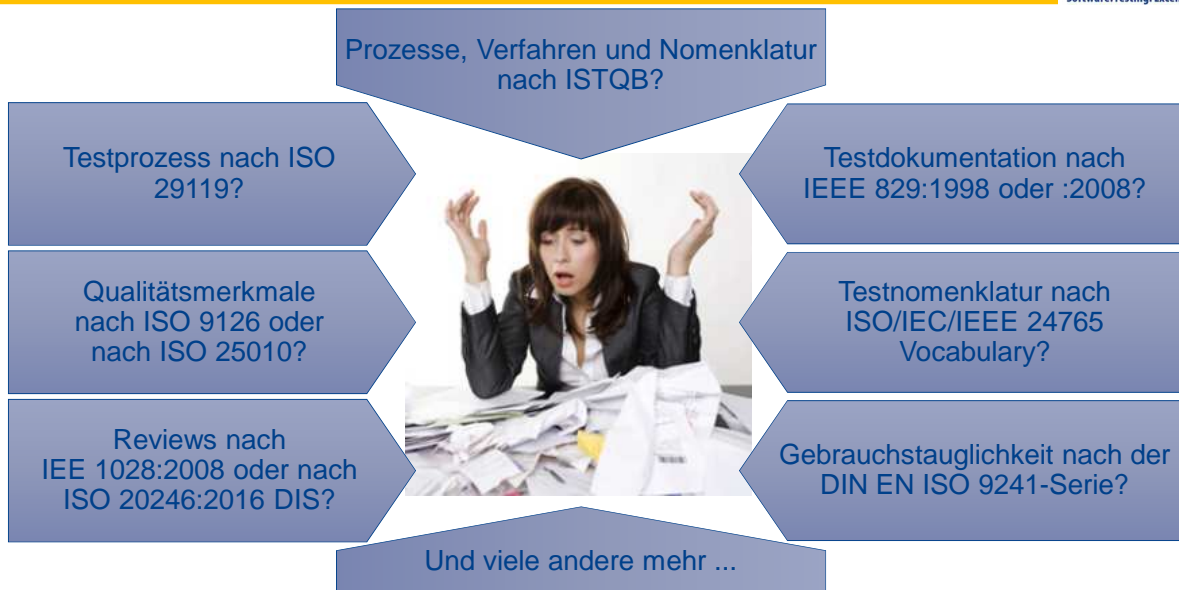 Prozesse, Verfahren und Nomenklatur
nach ISTQB?
Testprozess nach ISO
29119?
Testdokumentation nach
IEEE 829:1998 oder :2008?
Qualitätsmerkmale
nach ISO 9126 oder
nach ISO 25010?
Testnomenklatur nach
ISO/IEC/IEEE 24765
Vocabulary?
Reviews nach
IEE 1028:2008 oder nach
ISO 20246:2016 DIS?
Gebrauchstauglichkeit nach der
DIN EN ISO 9241-Serie?
Und viele andere mehr ...